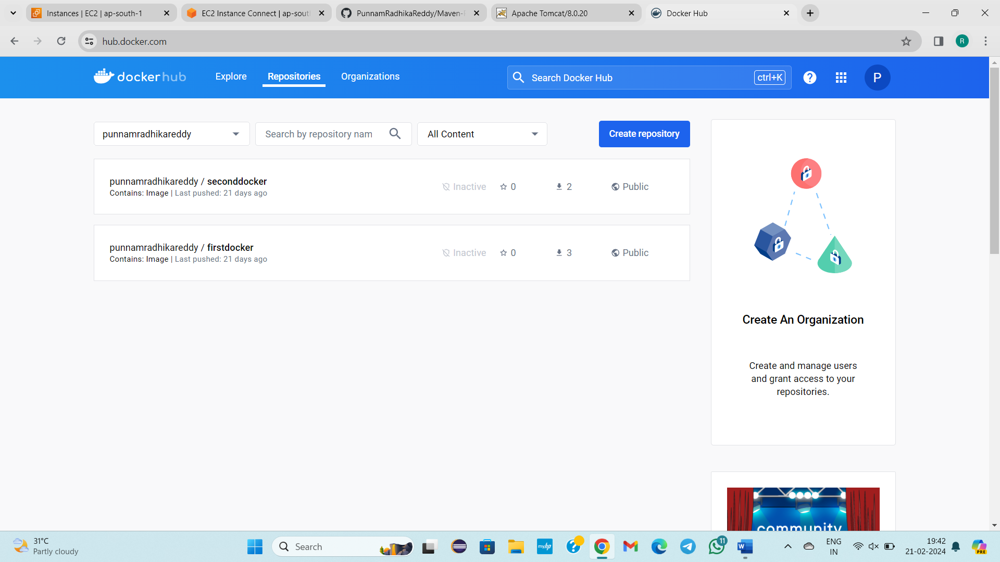 Instances | EC2 | ap-south-1
EC2 Instance Connect | ap-sout
PunnamRadhikaReddy/Maven-
Apache Tomcat/8.0.20
Docker Hub
hub.docker.com
R
dockerhub
Explore
Repositories
Organizations
Search Docker Hub
ctrl+K
?
P
punnamradhikareddy
Search by repository nam
All Content
Create repository
punnamradhikareddy / seconddocker
Contains: Image | Last pushed: 21 days ago
Inactive
0
2
Public
punnamradhikareddy / firstdocker
Contains: Image | Last pushed: 21 days ago
Inactive
0
3
Public
Create An Organization
Create and manage users
and grant access to your
repositories.
community
31°C
Partly cloudy
Search
myhp
?
11
W
ENG
IN
19:42
21-02-2024
PRE